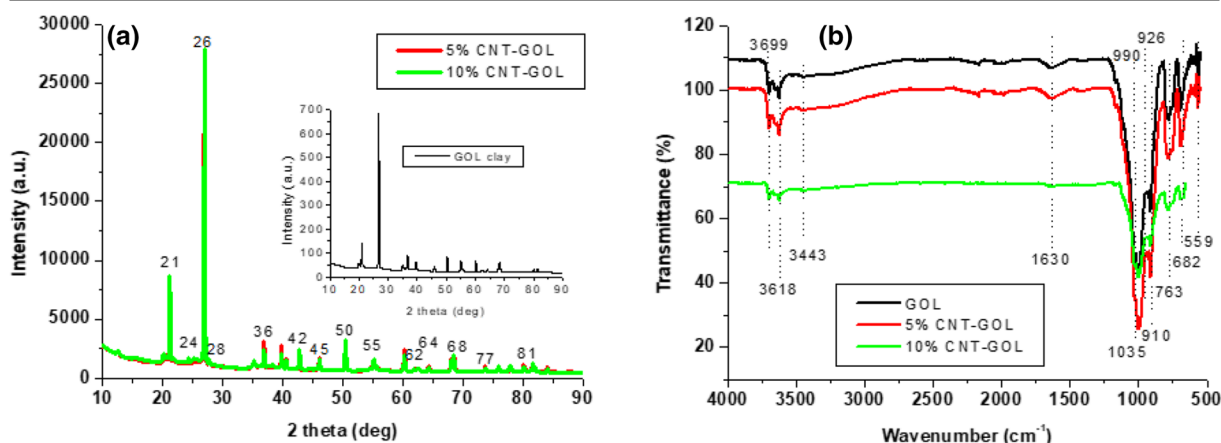 (a)
30000
25000
20000
15000
10000
5000
0
Intensity (a.u.)
10 20 30 40 50 60 70 80 90
2 theta (deg)
5% CNT-GOL
10% CNT-GOL
26
21
24
28
36
42
45
50
55
62
64
68
77
81
700
600
500
400
300
200
100
0
Intensity (a.u.)
GOL clay
10 20 30 40 50 60 70 80 90
2 theta (deg)
(b)
120
100
80
60
40
20
Transmittance (%)
4000 3500 3000 2500 2000 1500 1000 500
Wavenumber (cm-1)
3699
3618
3443
1630
990
926
1035
910
763
682
559
GOL
5% CNT-GOL
10% CNT-GOL